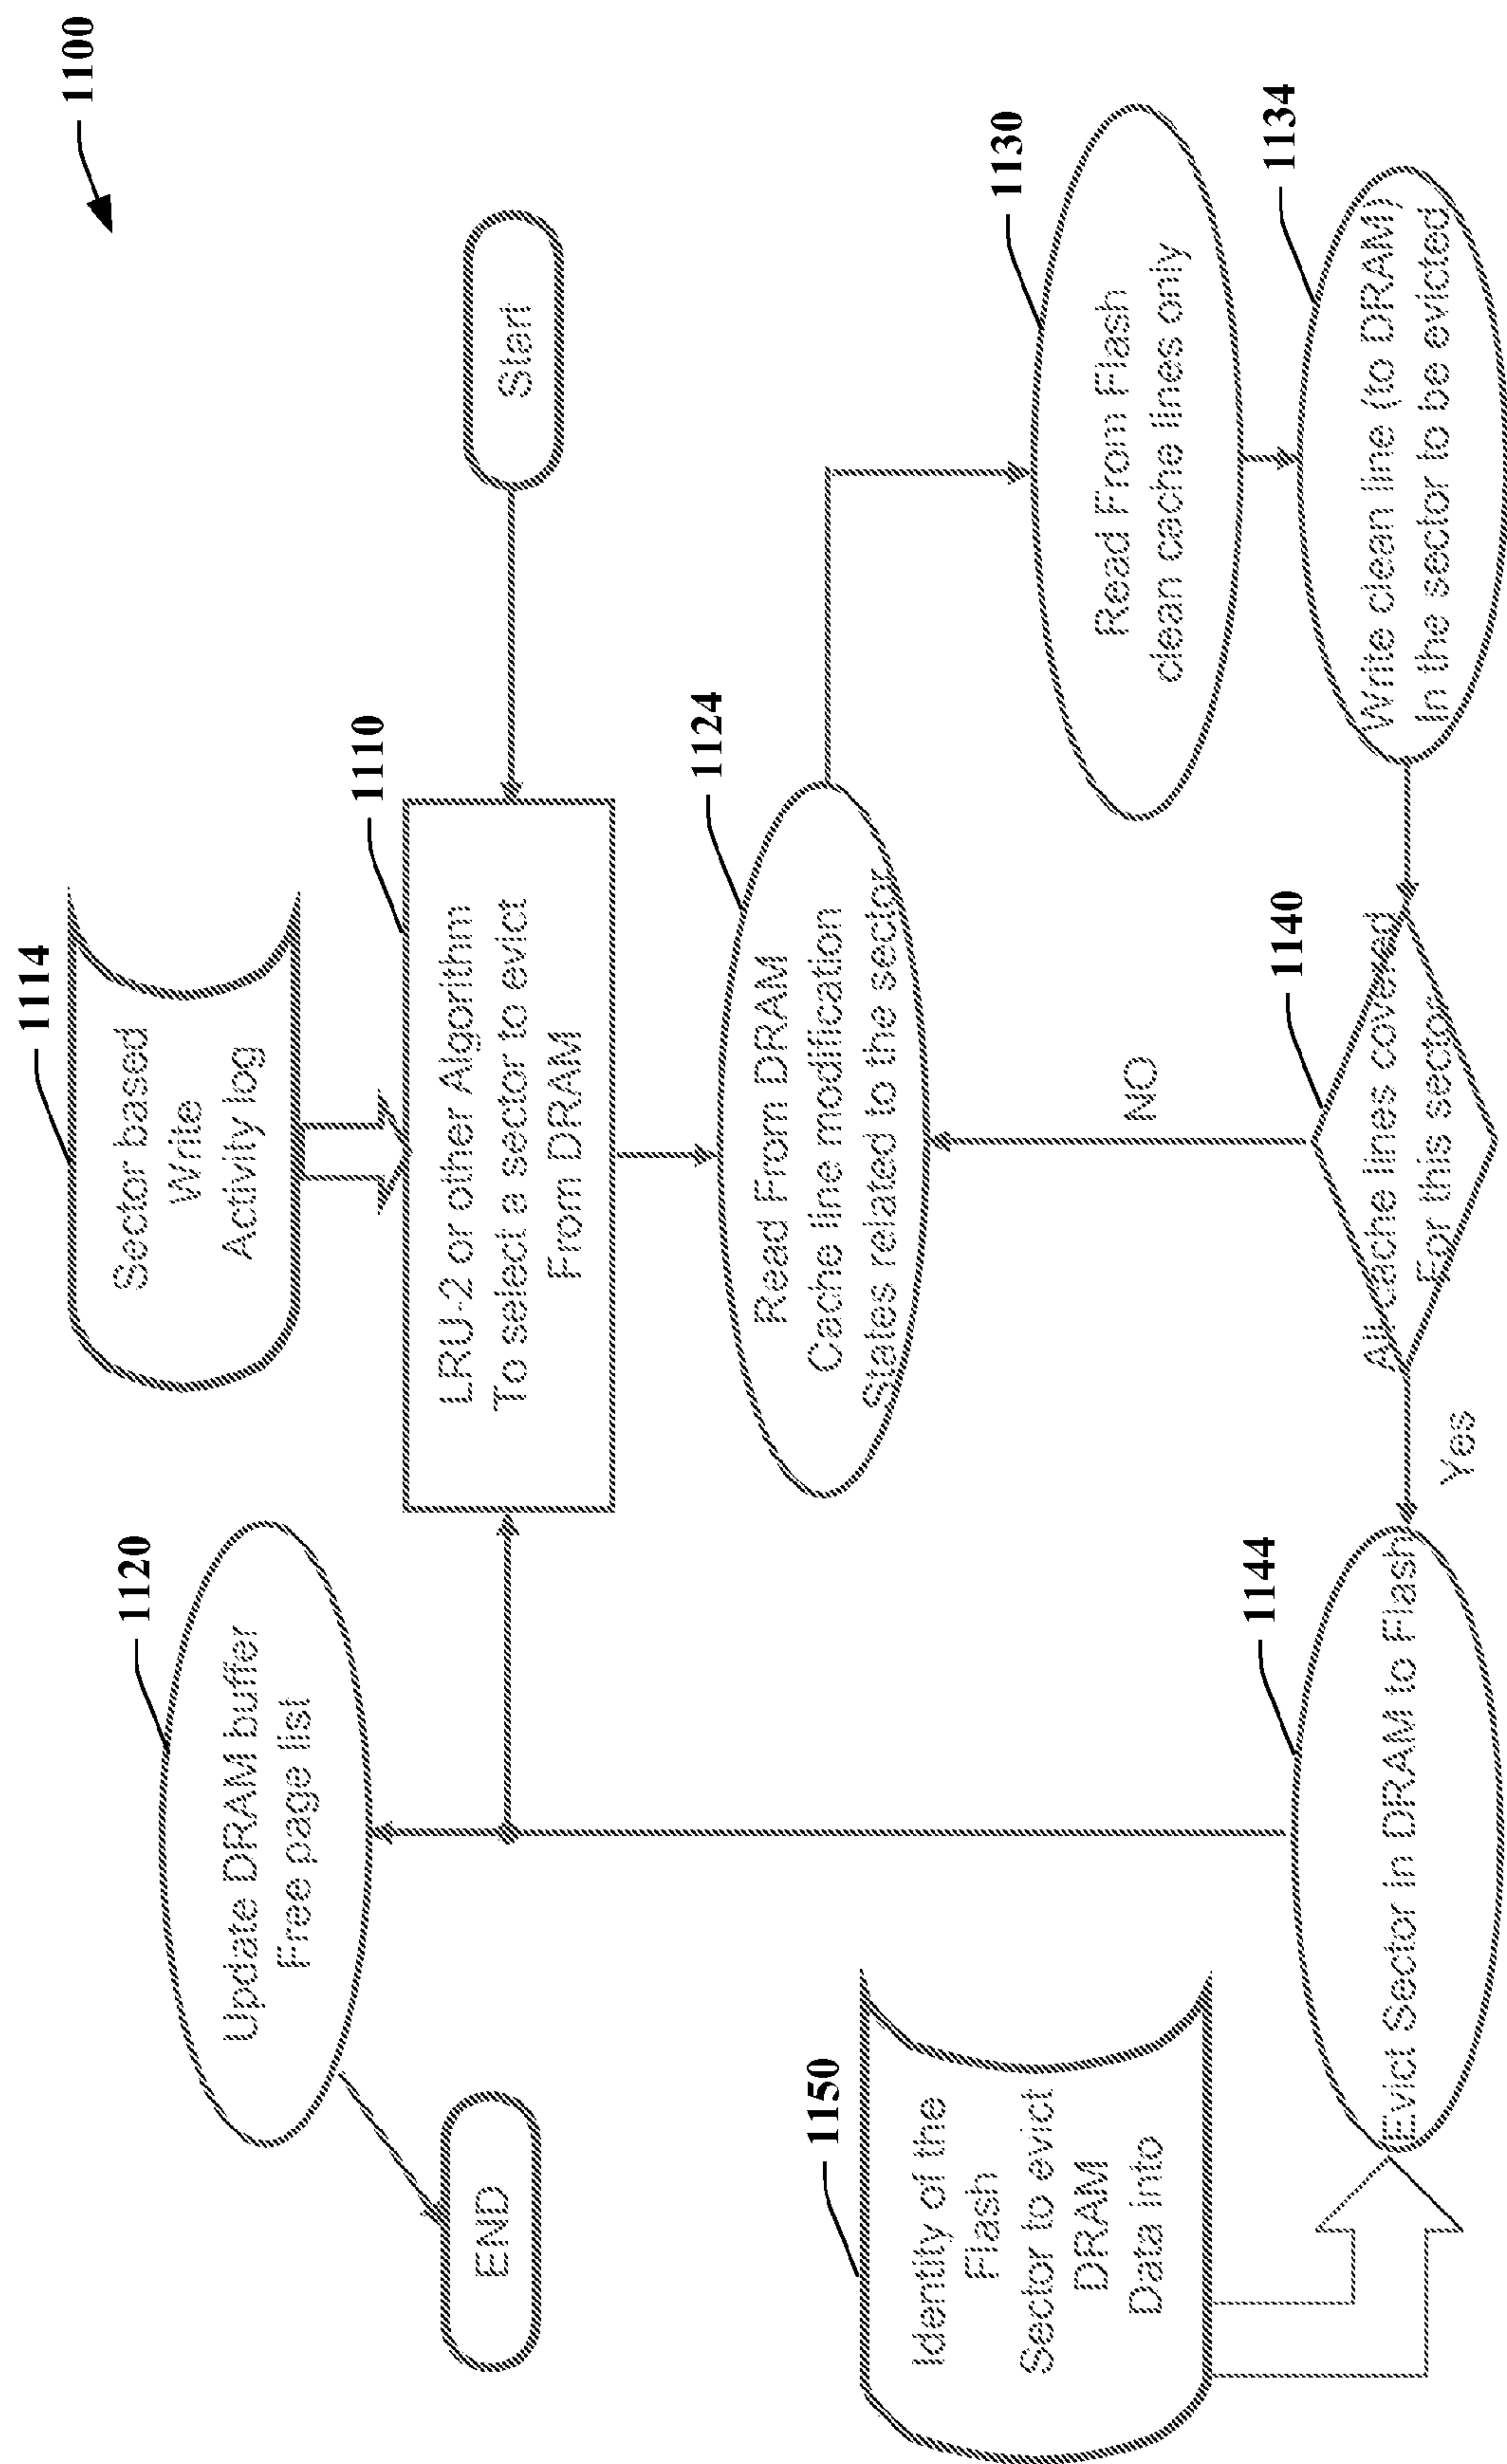 1100
1114
Sector based
Write
Activity log
Start
1110
LRU-2 or other Algorithm
To select a sector to evict
From DRAM
1120
Update DRAM buffer
Free page list
END
1124
Read From DRAM
Cache line modification
States related to the sector
1130
Read From Flash
clean cache lines only
1134
Write clean line (to DRAM)
In the sector to be evicted
1140
All cache lines covered
For this sector
NO
Yes
1144
Evict Sector in DRAM to Flash
1150
Identity of the
Flash
Sector to evict
DRAM
Data into